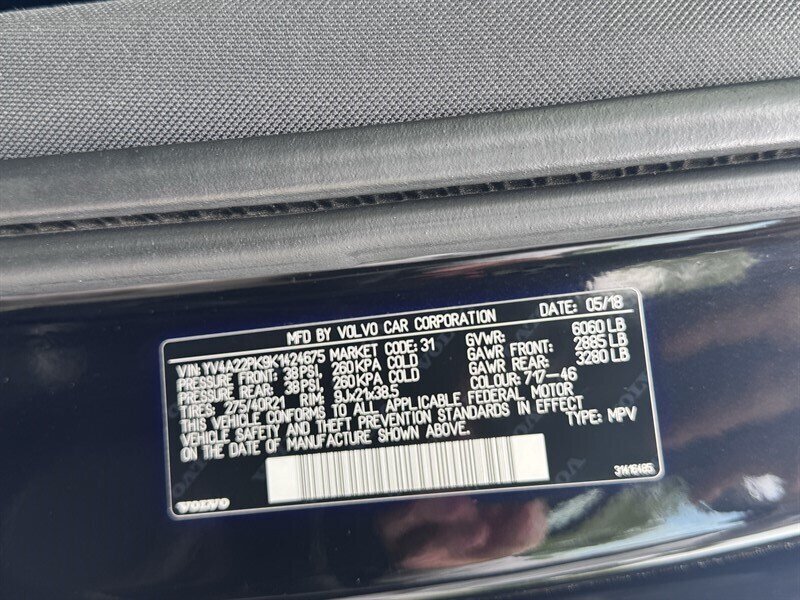 MFD BY VOLVO CAR CORPORATION DATE: 05/18
VIN: YV4A22PK9K1424675 MARKET CODE: 31 GVWR: 6060 LB
PRESSURE FRONT: 38 PSI, 260 KPA COLD GAWR FRONT: 2885 LB
PRESSURE REAR: 38 PSI, 260 KPA COLD GAWR REAR: 3280 LB
TIRES: 275/40R21 RIM: 9Jx21x38.5 COLOUR: 717-46
THIS VEHICLE CONFORMS TO ALL APPLICABLE FEDERAL MOTOR
VEHICLE SAFETY AND THEFT PREVENTION STANDARDS IN EFFECT
ON THE DATE OF MANUFACTURE SHOWN ABOVE. TYPE: MPV
31416485
VOLVO